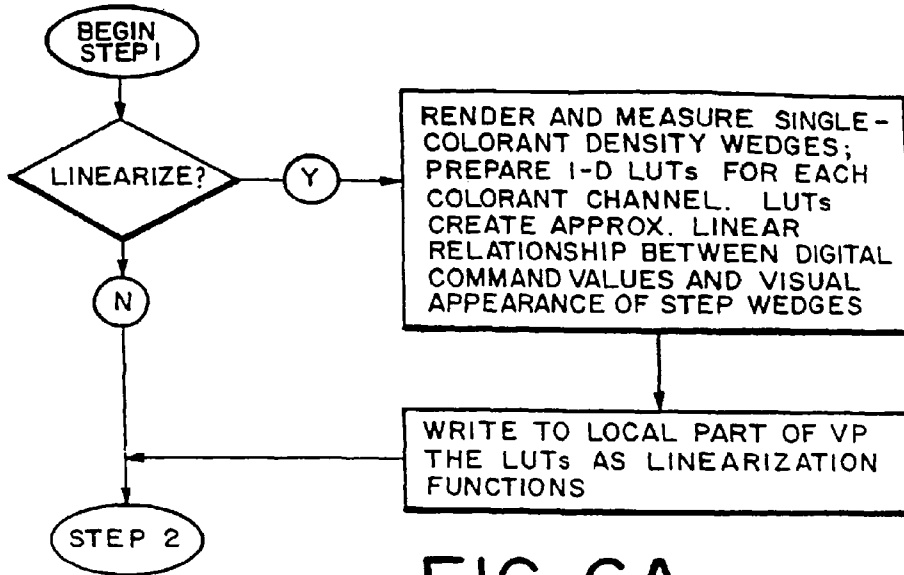 BEGIN
STEP 1
LINEARIZE?
Y
N
RENDER AND MEASURE SINGLE-
COLORANT DENSITY WEDGES;
PREPARE 1-D LUTs FOR EACH
COLORANT CHANNEL. LUTs
CREATE APPROX. LINEAR
RELATIONSHIP BETWEEN DIGITAL
COMMAND VALUES AND VISUAL
APPEARANCE OF STEP WEDGES
WRITE TO LOCAL PART OF VP
THE LUTs AS LINEARIZATION
FUNCTIONS
STEP 2
FIG. 6A